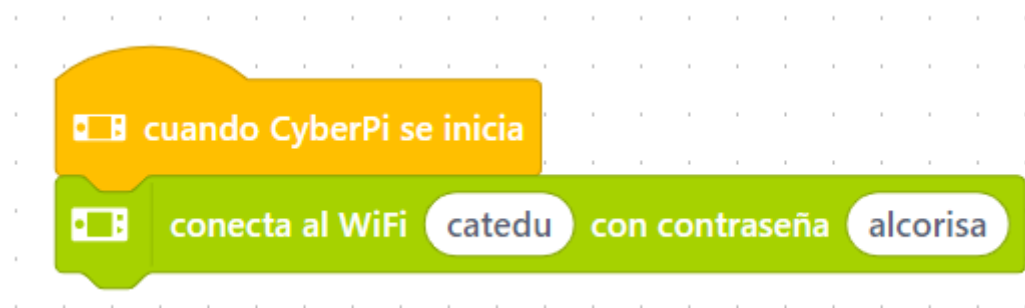 cuando CyberPi se inicia
conecta al WiFi catedu con contraseña alcorisa